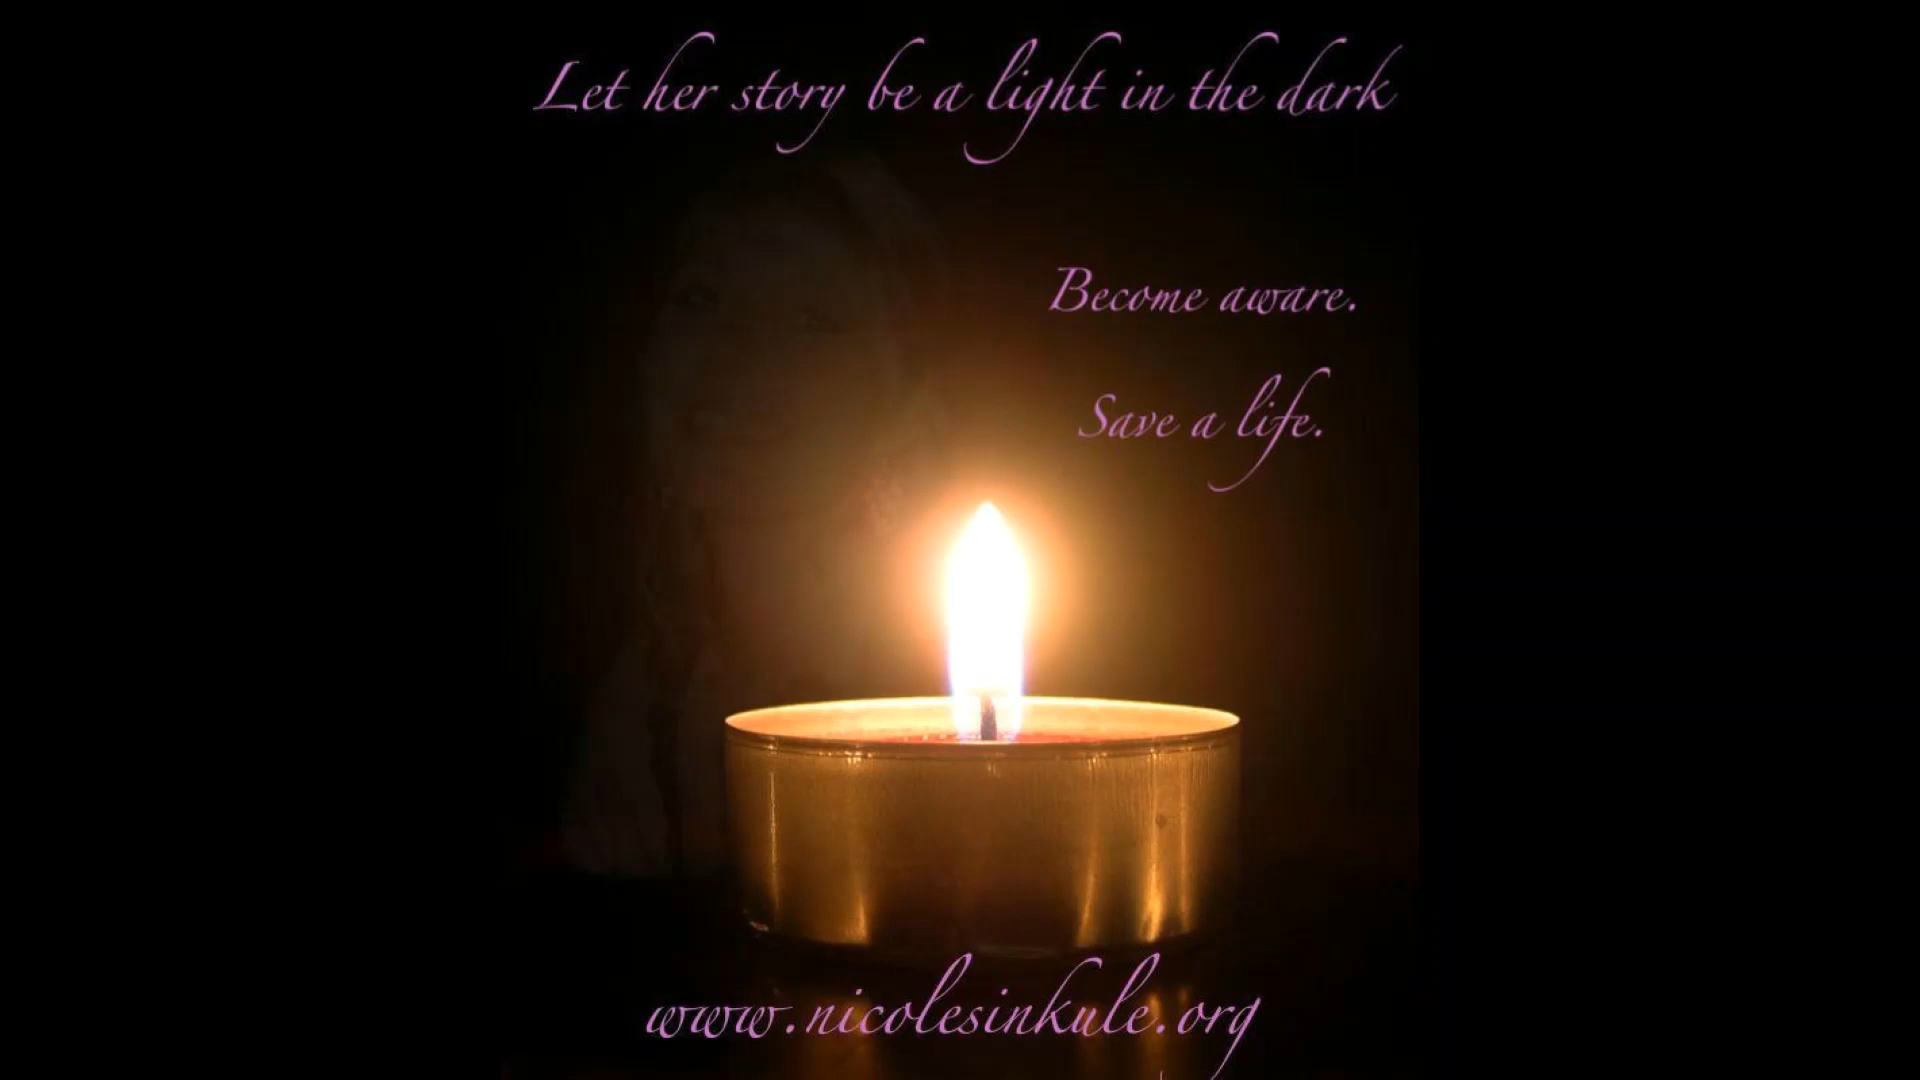 Let her story be a light in the dark
Become aware.
Save a life.
www.nicolesinkule.org